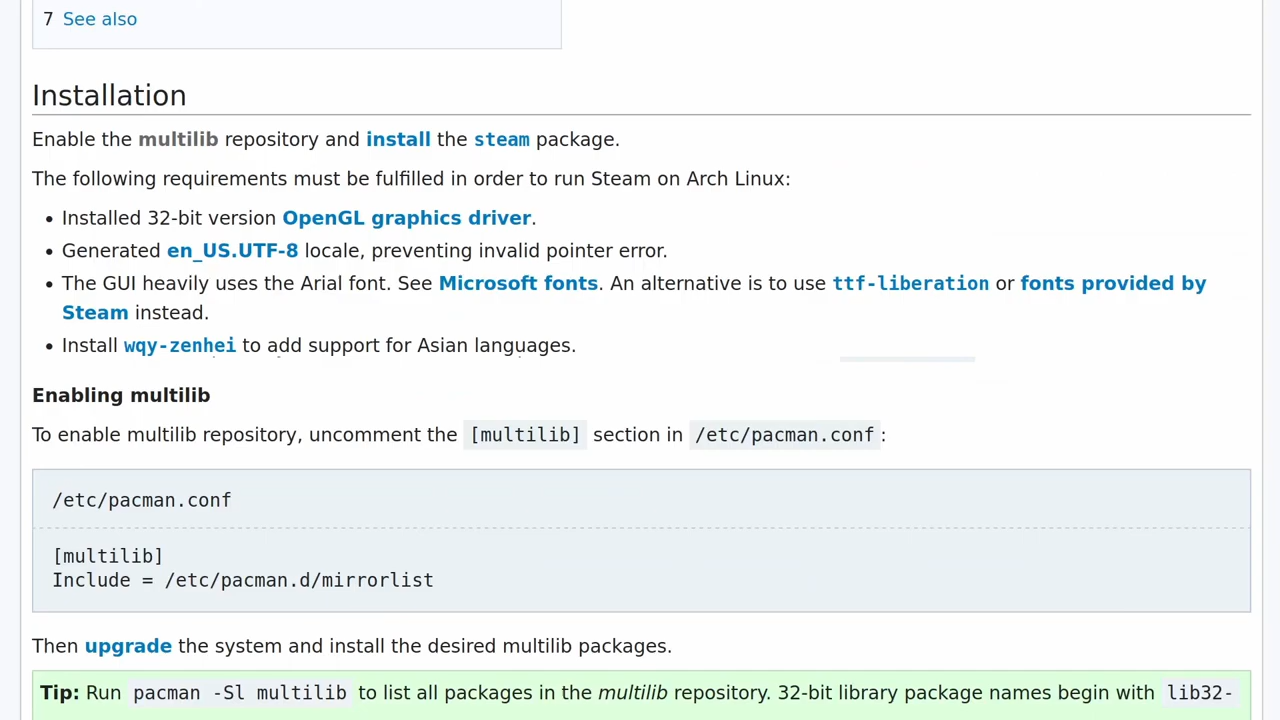 7 See also
Installation
Enable the multilib repository and install the steam package.
The following requirements must be fulfilled in order to run Steam on Arch Linux:
• Installed 32-bit version OpenGL graphics driver.
• Generated en_US.UTF-8 locale, preventing invalid pointer error.
• The GUI heavily uses the Arial font. See Microsoft fonts. An alternative is to use ttf-liberation or fonts provided by
Steam instead.
• Install wqy-zenhei to add support for Asian languages.
Enabling multilib
To enable multilib repository, uncomment the [multilib] section in /etc/pacman.conf:
/etc/pacman.conf
[multilib]
Include = /etc/pacman.d/mirrorlist
Then upgrade the system and install the desired multilib packages.
Tip: Run pacman -Sl multilib to list all packages in the multilib repository. 32-bit library package names begin with lib32-